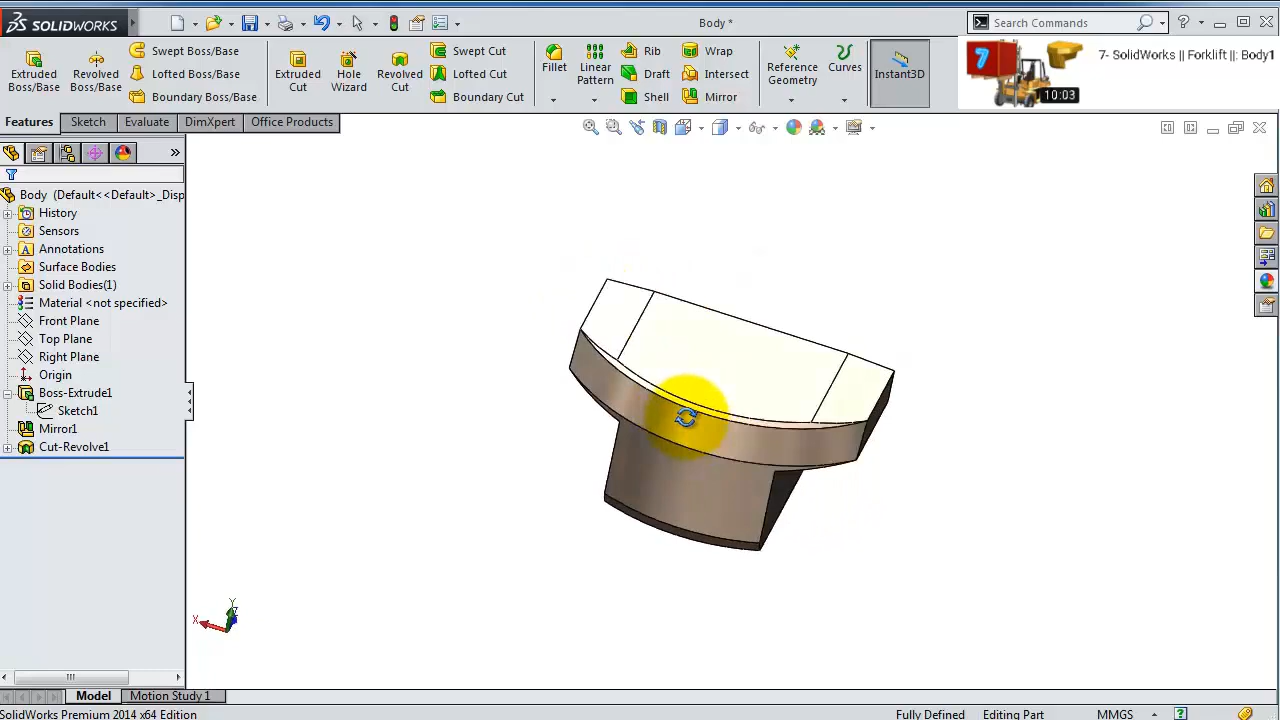 SOLIDWORKS
Body *
Search Commands
?
Extruded Boss/Base
Revolved Boss/Base
Swept Boss/Base
Lofted Boss/Base
Boundary Boss/Base
Extruded Cut
Hole Wizard
Revolved Cut
Swept Cut
Lofted Cut
Boundary Cut
Fillet
Linear Pattern
Rib
Draft
Shell
Wrap
Intersect
Mirror
Reference Geometry
Curves
Instant3D
7
10:03
7- SolidWorks || Forklift ||: Body1
Features
Sketch
Evaluate
DimXpert
Office Products
»
Body (Default<<Default>_Disp
History
Sensors
Annotations
Surface Bodies
Solid Bodies(1)
Material <not specified>
Front Plane
Top Plane
Right Plane
Origin
Boss-Extrude1
Sketch1
Mirror1
Cut-Revolve1
Y
Z
X
Model
Motion Study 1
SolidWorks Premium 2014 x64 Edition
Fully Defined
Editing Part
MMGS
?